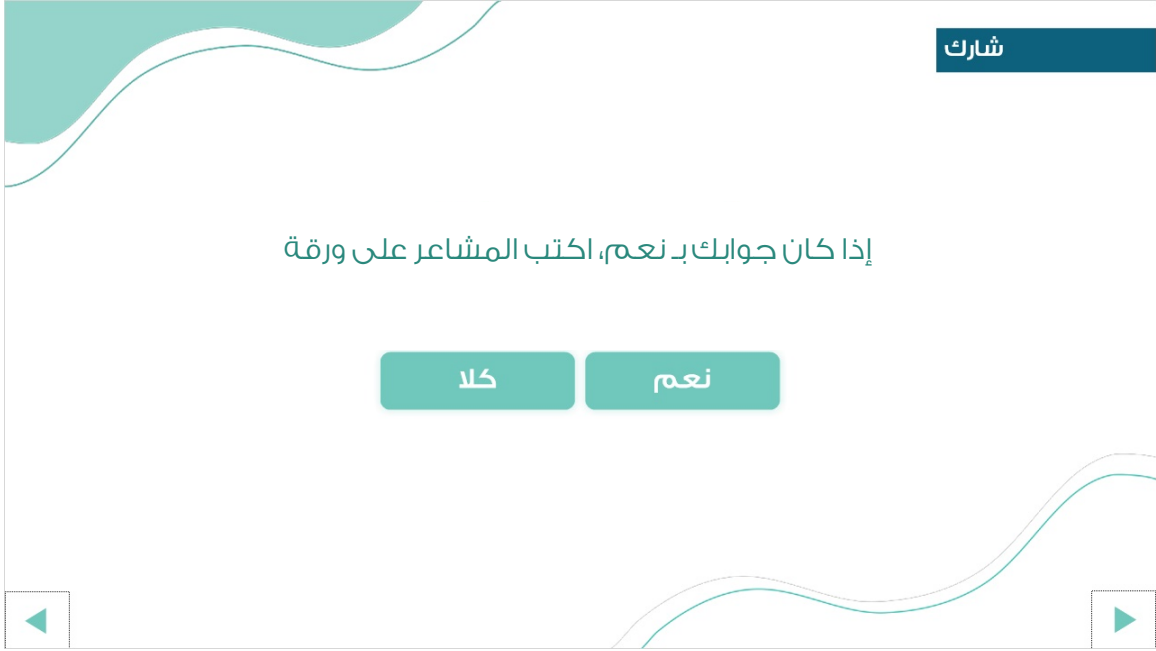 شارك
إذا كان جوابك بـ نعم، اكتب المشاعر على ورقة
نعم
كلا